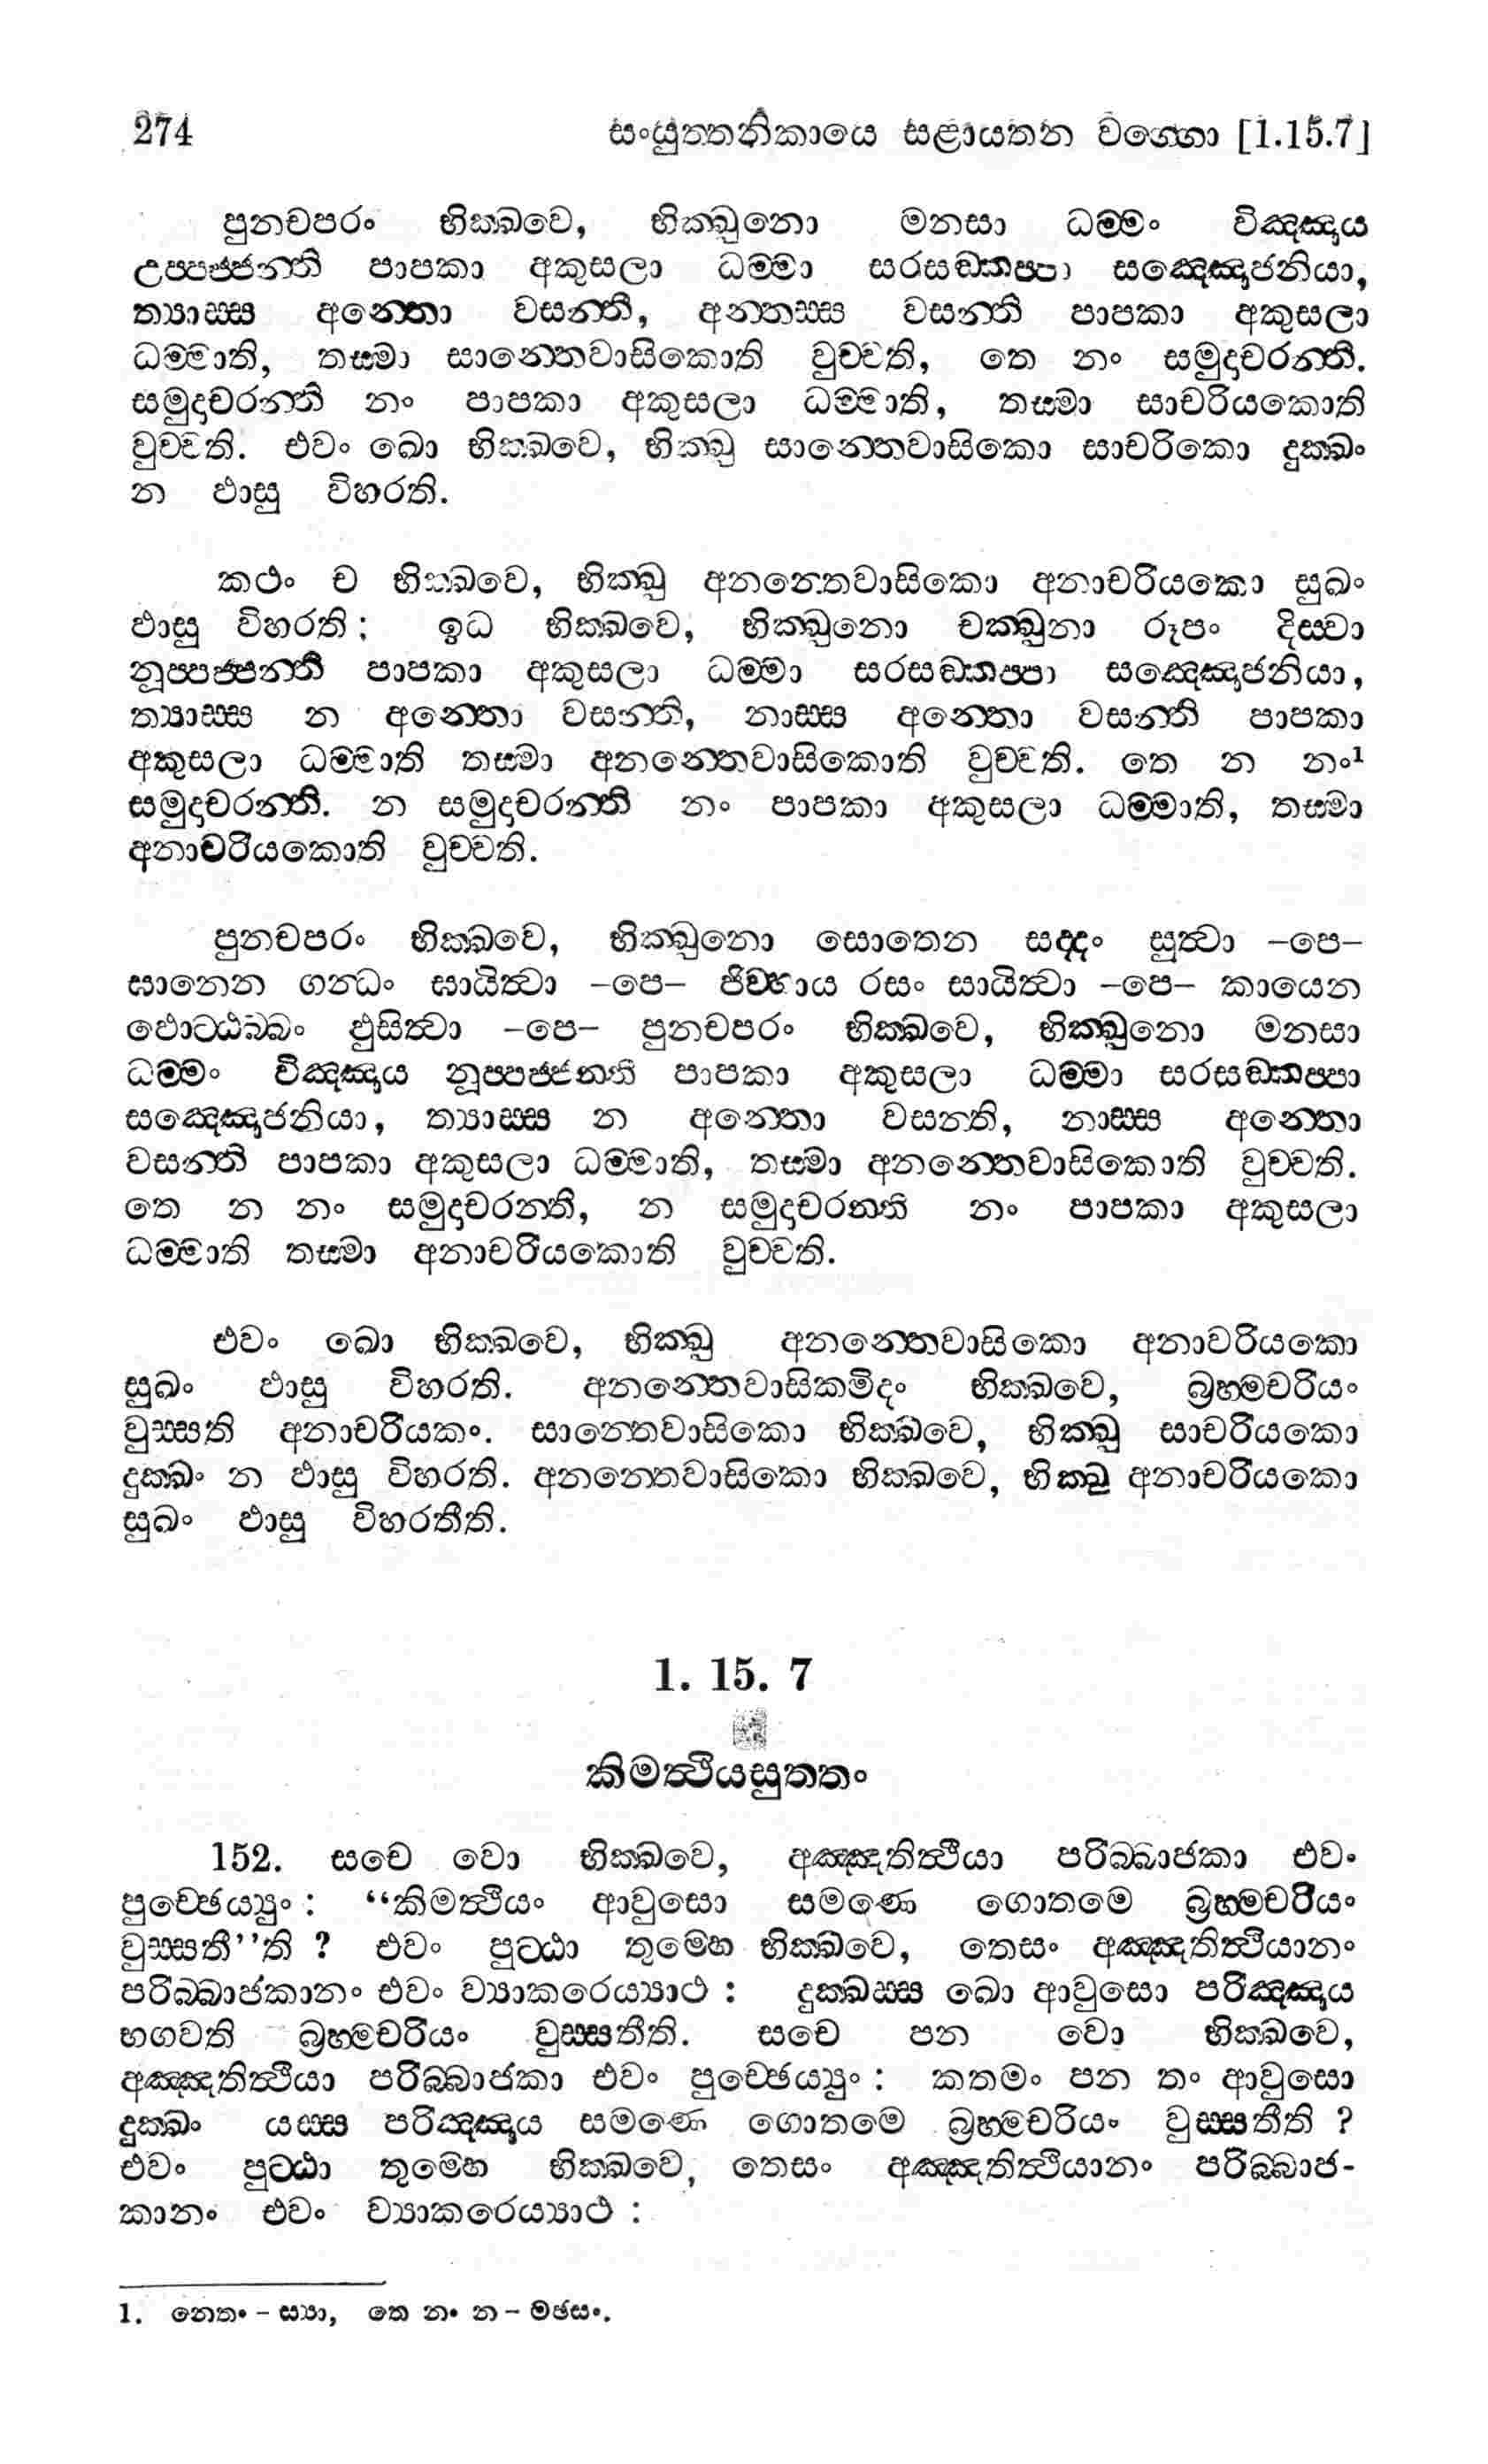 274 සංයුත්තනිකායෙ සළායතන වග්ගො [1.15.7]
පුනචපරං භික්ඛවෙ, භික්ඛුනො මනසා ධම්මං විඤ්ඤාය
උප්පජ්ජන්ති පාපකා අකුසලා ධම්මා සරසඞ්කප්පා සඤ්ඤොජනියා,
ත්‍යාස්ස අන්තො වසන්ති, අන්තස්ස වසන්ති පාපකා අකුසලා
ධම්මාති, තස්මා සාන්තෙවාසිකොති වුච්චති, තෙ නං සමුදාචරන්ති.
සමුදාචරන්ති නං පාපකා අකුසලා ධම්මාති, තස්මා සාචරියකොති
වුච්චති. එවං ඛො භික්ඛවෙ, භික්ඛු සාන්තෙවාසිකො සාචරිකො දුක්ඛං
න ඵාසු විහරති.
කථං ච භික්ඛවෙ, භික්ඛු අනන්තෙවාසිකො අනාචරියකො සුඛං
ඵාසු විහරති; ඉධ භික්ඛවෙ, භික්ඛුනො චක්ඛුනා රූපං දිස්වා
නූප්පජ්ජන්ති පාපකා අකුසලා ධම්මා සරසඞ්කප්පා සඤ්ඤොජනියා,
ත්‍යාස්ස න අන්තො වසන්ති, නාස්ස අන්තො වසන්ති පාපකා
අකුසලා ධම්මාති තස්මා අනන්තෙවාසිකොති වුච්චති. තෙ න නං¹
සමුදාචරන්ති. න සමුදාචරන්ති නං පාපකා අකුසලා ධම්මාති, තස්මා
අනාචරියකොති වුච්චති.
පුනචපරං භික්ඛවෙ, භික්ඛුනො සොතෙන සද්දං සුත්‍වා –පෙ–
ඝානෙන ගන්ධං ඝායිත්‍වා –පෙ– ජිව්හාය රසං සායිත්‍වා –පෙ– කායෙන
ඵොට්ඨබ්බං ඵුසිත්‍වා –පෙ– පුනචපරං භික්ඛවෙ, භික්ඛුනො මනසා
ධම්මං විඤ්ඤාය නූප්පජ්ජන්ති පාපකා අකුසලා ධම්මා සරසඞ්කප්පා
සඤ්ඤොජනියා, ත්‍යාස්ස න අන්තො වසන්ති, නාස්ස අන්තො
වසන්ති පාපකා අකුසලා ධම්මාති, තස්මා අනන්තෙවාසිකොති වුච්චති.
තෙ න නං සමුදාචරන්ති, න සමුදාචරන්ති නං පාපකා අකුසලා
ධම්මාති තස්මා අනාචරියකොති වුච්චති.
එවං ඛො භික්ඛවෙ, භික්ඛු අනන්තෙවාසිකො අනාචරියකො
සුඛං ඵාසු විහරති. අනන්තෙවාසිකමිදං භික්ඛවෙ, බ්‍රහ්මචරියං
වුස්සති අනාචරියකං. සාන්තෙවාසිකො භික්ඛවෙ, භික්ඛු සාචරියකො
දුක්ඛං න ඵාසු විහරති. අනන්තෙවාසිකො භික්ඛවෙ, භික්ඛු අනාචරියකො
සුඛං ඵාසු විහරතීති.
1. 15. 7
කිමත්‍ථියසුත්තං
152. සචෙ වො භික්ඛවෙ, අඤ්ඤතිත්‍ථියා පරිබ්බාජකා එවං
පුච්ඡෙය්‍යුං : “කිමත්‍ථියං ආවුසො සමණෙ ගොතමෙ බ්‍රහ්මචරියං
වුස්සතී’’ති ? එවං පුට්ඨා තුම්හෙ භික්ඛවෙ, තෙසං අඤ්ඤතිත්‍ථියානං
පරිබ්බාජකානං එවං ව්‍යාකරෙය්‍යාථ : දුක්ඛස්ස ඛො ආවුසො පරිඤ්ඤාය
භගවති බ්‍රහ්මචරියං වුස්සතීති. සචෙ පන වො භික්ඛවෙ,
අඤ්ඤතිත්‍ථියා පරිබ්බාජකා එවං පුච්ඡෙය්‍යුං : කතමං පන තං ආවුසො
දුක්ඛං යස්ස පරිඤ්ඤාය සමණෙ ගොතමෙ බ්‍රහ්මචරියං වුස්සතීති ?
එවං පුට්ඨා තුම්හෙ භික්ඛවෙ, තෙසං අඤ්ඤතිත්‍ථියානං පරිබ්බාජ-
කානං එවං ව්‍යාකරෙය්‍යාථ :
1. නෙතං – ස්‍යා, තෙ නං න – මඡසං.